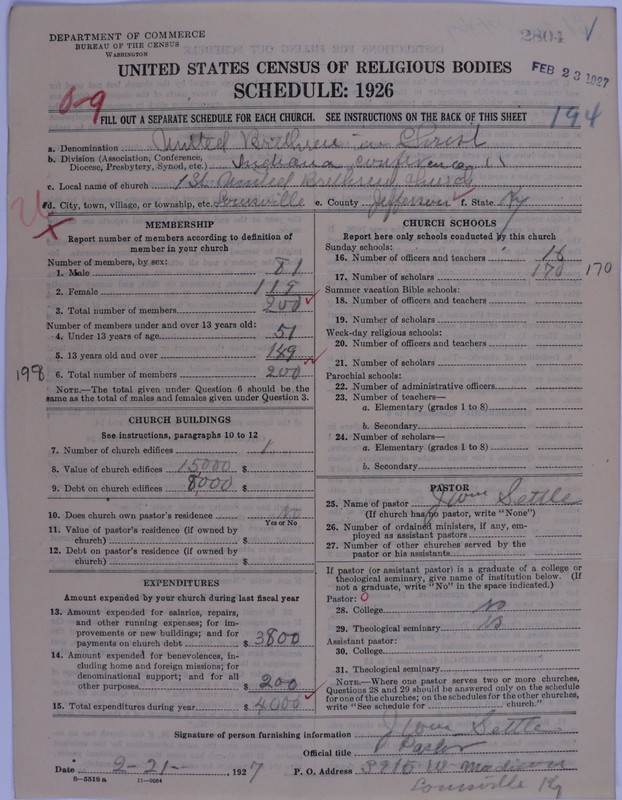 DEPARTMENT OF COMMERCE
BUREAU OF THE CENSUS
WASHINGTON
2804
UNITED STATES CENSUS OF RELIGIOUS BODIES
FEB 23 1927
SCHEDULE: 1926
0-9
FILL OUT A SEPARATE SCHEDULE FOR EACH CHURCH. SEE INSTRUCTIONS ON THE BACK OF THIS SHEET
194
a. Denomination United Brethren in Christ
b. Division (Association, Conference, Diocese, Presbytery, Synod, etc.) Indiana Conference
c. Local name of church 1st United Brethren Church
d. City, town, village, or township, etc. Louisville e. County Jefferson f. State Ky
MEMBERSHIP
Report number of members according to definition of
member in your church
Number of members, by sex:
1. Male 81
2. Female 119
3. Total number of members 200
Number of members under and over 13 years old:
4. Under 13 years of age 51
5. 13 years old and over 149
198
6. Total number of members 200
NOTE.—The total given under Question 6 should be the
same as the total of males and females given under Question 3.
CHURCH BUILDINGS
See instructions, paragraphs 10 to 12
7. Number of church edifices 1
8. Value of church edifices 15000 $
9. Debt on church edifices 8000 $
10. Does church own pastor's residence No
Yes or No
11. Value of pastor's residence (if owned by
church) $
12. Debt on pastor's residence (if owned by
church) $
EXPENDITURES
Amount expended by your church during last fiscal year
13. Amount expended for salaries, repairs,
and other running expenses; for im-
provements or new buildings; and for
payments on church debt $ 3800
14. Amount expended for benevolences, in-
cluding home and foreign missions; for
denominational support; and for all
other purposes $ 200
15. Total expenditures during year $ 4000
CHURCH SCHOOLS
Report here only schools conducted by this church
Sunday schools:
16. Number of officers and teachers 16
17. Number of scholars 170 170
Summer vacation Bible schools:
18. Number of officers and teachers
19. Number of scholars
Week-day religious schools:
20. Number of officers and teachers
21. Number of scholars
Parochial schools:
22. Number of administrative officers
23. Number of teachers—
a. Elementary (grades 1 to 8)
b. Secondary
24. Number of scholars—
a. Elementary (grades 1 to 8)
b. Secondary
PASTOR
25. Name of pastor Settle
(If church has no pastor, write "None")
26. Number of ordained ministers, if any, em-
ployed as assistant pastors
27. Number of other churches served by the
pastor or his assistants
If pastor (or assistant pastor) is a graduate of a college or
theological seminary, give name of institution below. (If
not a graduate, write "No" in the space indicated.)
Pastor: 0
28. College No
29. Theological seminary
Assistant pastor:
30. College
31. Theological seminary
NOTE.—Where one pastor serves two or more churches,
Questions 28 and 29 should be answered only on the schedule
for one of the churches; on the schedules for the other churches,
write "See schedule for church."
Signature of person furnishing information Settle
Official title Pastor
Date 2-21- , 1927 P. O. Address 3915 W Madison
8-5518a 11-9084 Louisville Ky